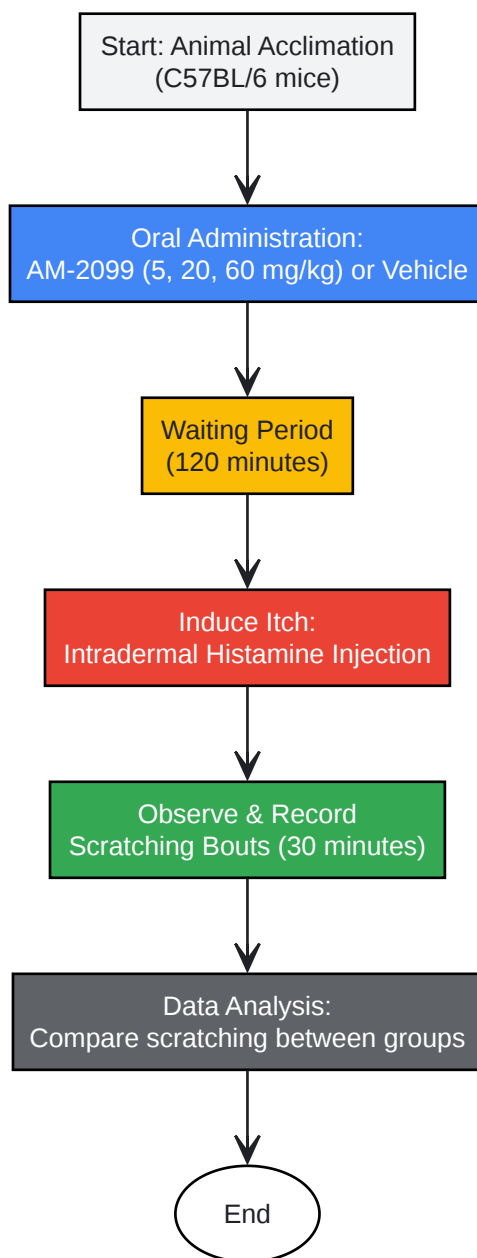 Start: Animal Acclimation
(C57BL/6 mice)
Oral Administration:
AM-2099 (5, 20, 60 mg/kg) or Vehicle
Waiting Period
(120 minutes)
Induce Itch:
Intradermal Histamine Injection
Observe & Record
Scratching Bouts (30 minutes)
Data Analysis:
Compare scratching between groups
End